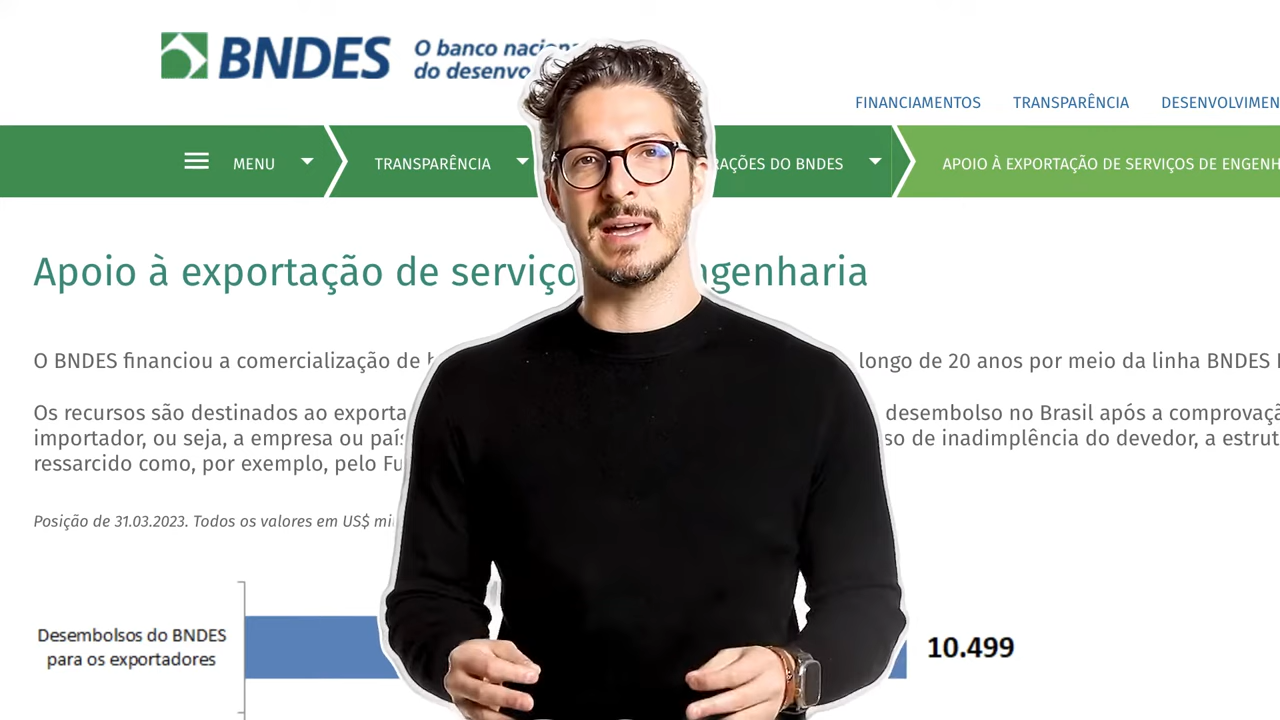 BNDES
O banco nacional
do desenvo
FINANCIAMENTOS TRANSPARÊNCIA DESENVOLVIMEN
MENU TRANSPARÊNCIA RAÇÕES DO BNDES APOIO À EXPORTAÇÃO DE SERVIÇOS DE ENGENH
Apoio à exportação de serviço genharia
O BNDES financiou a comercialização de longo de 20 anos por meio da linha BNDES
Os recursos são destinados ao exporta desembolso no Brasil após a comprovaçã
importador, ou seja, a empresa ou país so de inadimplência do devedor, a estrut
ressarcido como, por exemplo, pelo Fu
Posição de 31.03.2023. Todos os valores em US$ mi
Desembolsos do BNDES
para os exportadores
10.499